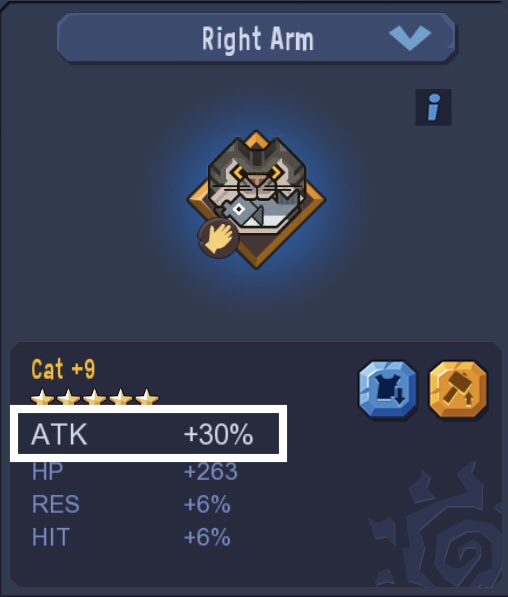 Right Arm
i
Cat +9
ATK +30%
HP +263
RES +6%
HIT +6%